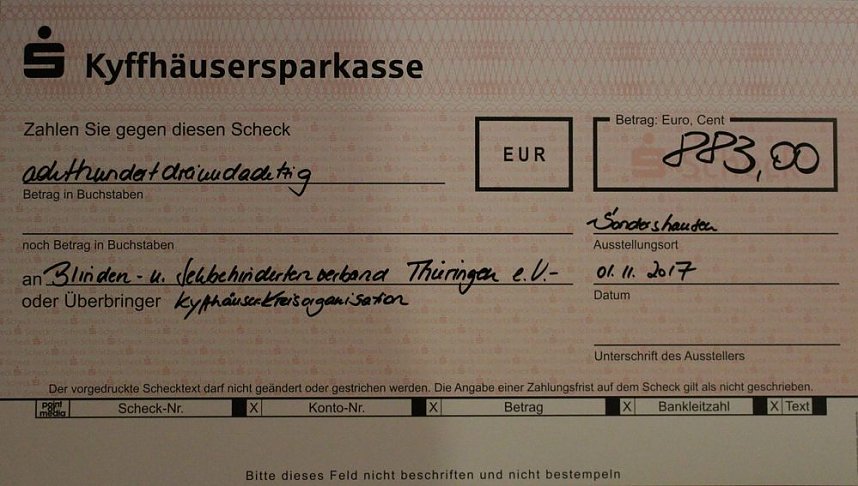 Kyffhäusersparkasse
Zahlen Sie gegen diesen Scheck
EUR
Betrag: Euro, Cent
883,00
achthundertdreiundachtzig
Betrag in Buchstaben
Sondershausen
noch Betrag in Buchstaben
Ausstellungsort
an Blinden- u. Sehbehindertenverband Thüringen e.V.-
01.11.2017
oder Überbringer Kyffhäuserkreisorganisation
Datum
Unterschrift des Ausstellers
Der vorgedruckte Schecktext darf nicht geändert oder gestrichen werden. Die Angabe einer Zahlungsfrist auf dem Scheck gilt als nicht geschrieben.
point of media
Scheck-Nr. X Konto-Nr. X Betrag X Bankleitzahl X Text
Bitte dieses Feld nicht beschriften und nicht bestempeln